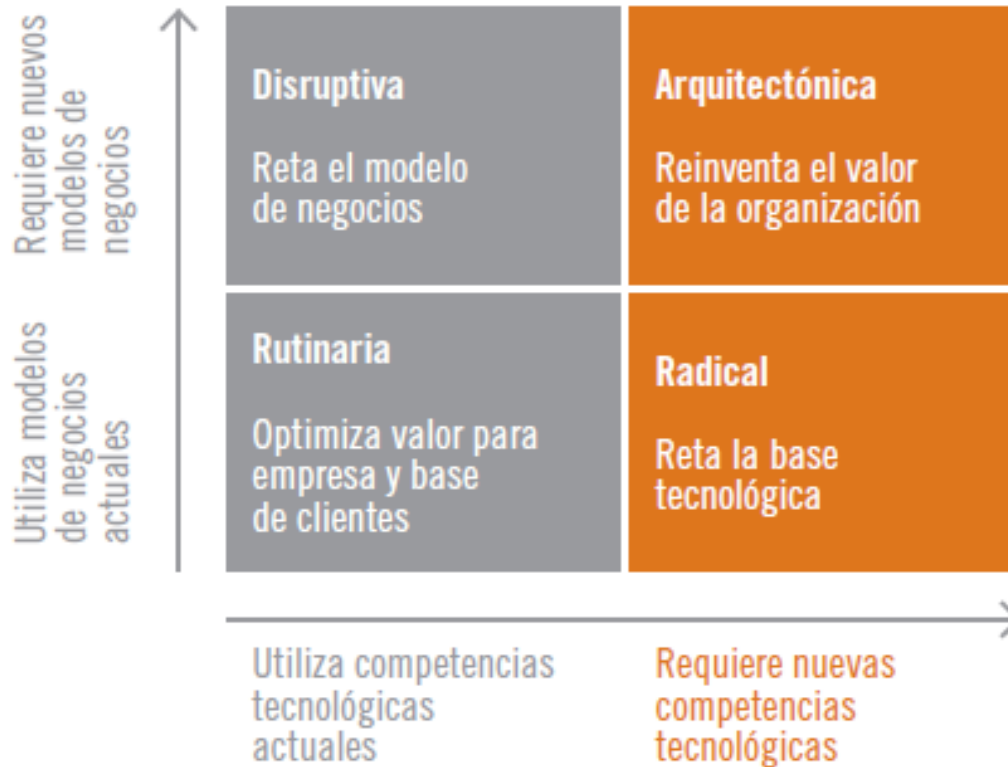 Requiere nuevos
modelos de
negocios
Disruptiva
Reta el modelo
de negocios
Arquitectónica
Reinventa el valor
de la organización
Utiliza modelos
de negocios
actuales
Rutinaria
Optimiza valor para
empresa y base
de clientes
Radical
Reta la base
tecnológica
Utiliza competencias
tecnológicas
actuales
Requiere nuevas
competencias
tecnológicas